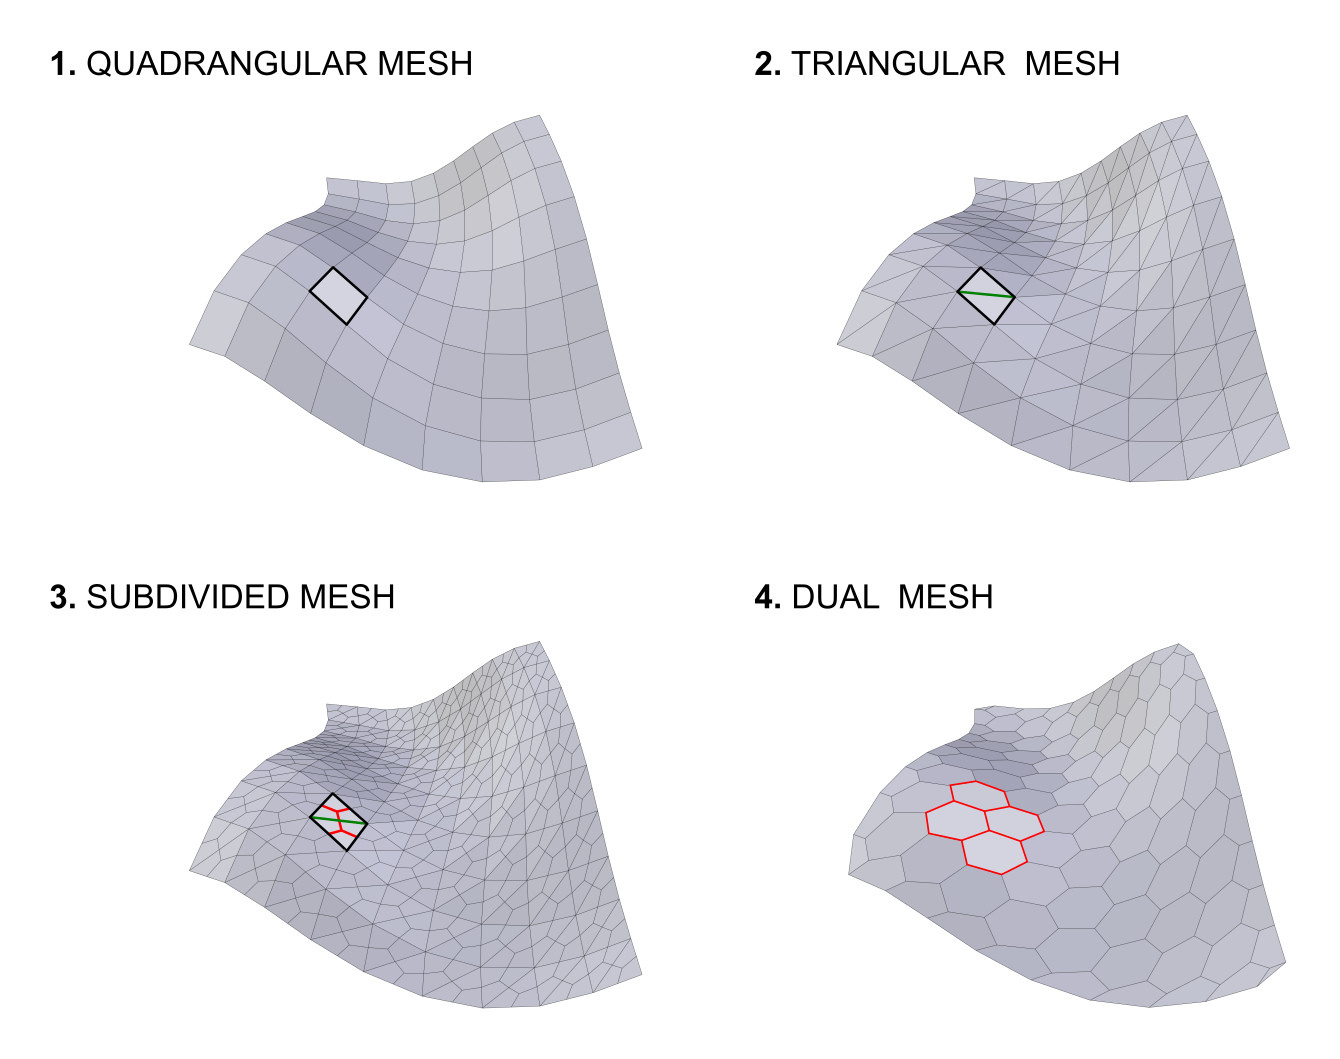 1. QUADRANGULAR MESH
2. TRIANGULAR MESH
3. SUBDIVIDED MESH
4. DUAL MESH